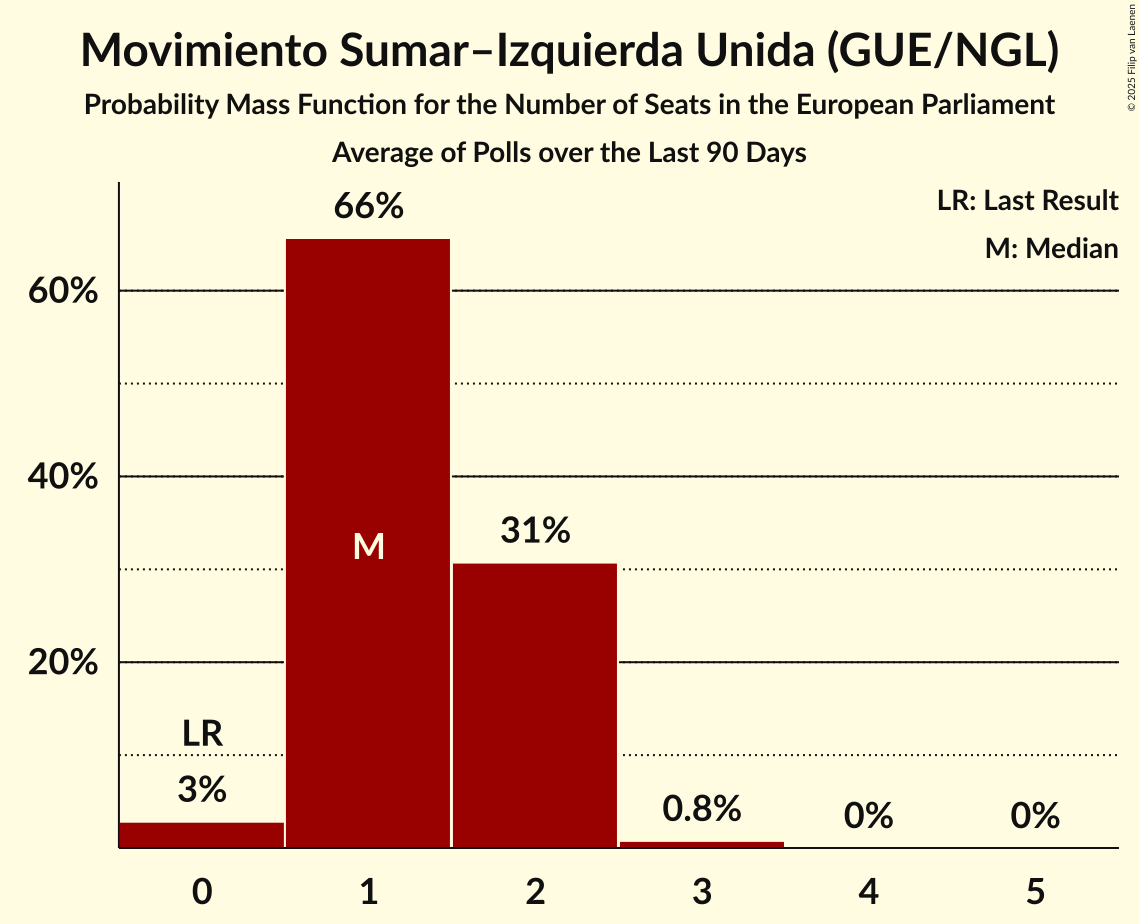 Movimiento Sumar–Izquierda Unida (GUE/NGL)
Probability Mass Function for the Number of Seats in the European Parliament
Average of Polls over the Last 90 Days
© 2025 Filip van Laenen
LR: Last Result
M: Median
66%
60%
40%
31%
M
20%
LR
3%
0.8%
0%
0%
0 1 2 3 4 5